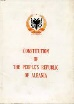 CONSTITUTION
OF
THE PEOPLE'S REPUBLIC
OF ALBANIA